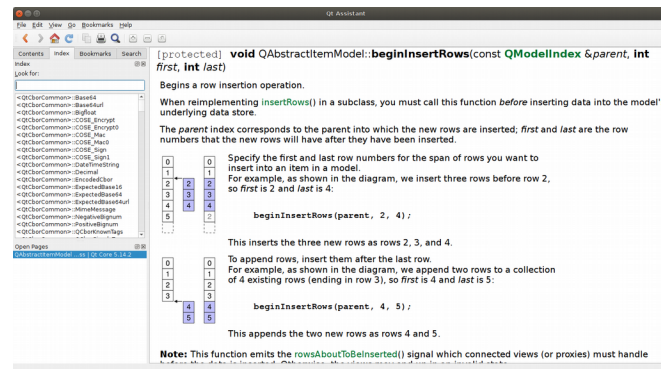 Qt Assistant
File Edit View Go Bookmarks Help
Contents Index Bookmarks Search
Index
Look for:
<QtCborCommon>::Base64
<QtCborCommon>::Base64url
<QtCborCommon>::Bigfloat
<QtCborCommon>::COSE_Encrypt
<QtCborCommon>::COSE_Encrypt0
<QtCborCommon>::COSE_Mac
<QtCborCommon>::COSE_Mac0
<QtCborCommon>::COSE_Sign
<QtCborCommon>::COSE_Sign1
<QtCborCommon>::DateTimeString
<QtCborCommon>::Decimal
<QtCborCommon>::EncodedCbor
<QtCborCommon>::ExpectedBase16
<QtCborCommon>::ExpectedBase64
<QtCborCommon>::ExpectedBase64url
<QtCborCommon>::MimeMessage
<QtCborCommon>::NegativeBignum
<QtCborCommon>::PositiveBignum
<QtCborCommon>::QCborKnownTags
Open Pages
QAbstractItemModel ...ss | Qt Core 5.14.2
[protected] void QAbstractItemModel::beginInsertRows(const QModelIndex &parent, int
first, int last)
Begins a row insertion operation.
When reimplementing insertRows() in a subclass, you must call this function before inserting data into the model'
underlying data store.
The parent index corresponds to the parent into which the new rows are inserted; first and last are the row
numbers that the new rows will have after they have been inserted.
0 0
1 1
2 2 2
3 3 3
4 4 4
5 2
Specify the first and last row numbers for the span of rows you want to
insert into an item in a model.
For example, as shown in the diagram, we insert three rows before row 2,
so first is 2 and last is 4:
beginInsertRows(parent, 2, 4);
This inserts the three new rows as rows 2, 3, and 4.
0 0
1 1
2 2
3 3
4 4
5 5
To append rows, insert them after the last row.
For example, as shown in the diagram, we append two rows to a collection
of 4 existing rows (ending in row 3), so first is 4 and last is 5:
beginInsertRows(parent, 4, 5);
This appends the two new rows as rows 4 and 5.
Note: This function emits the rowsAboutToBeInserted() signal which connected views (or proxies) must handle